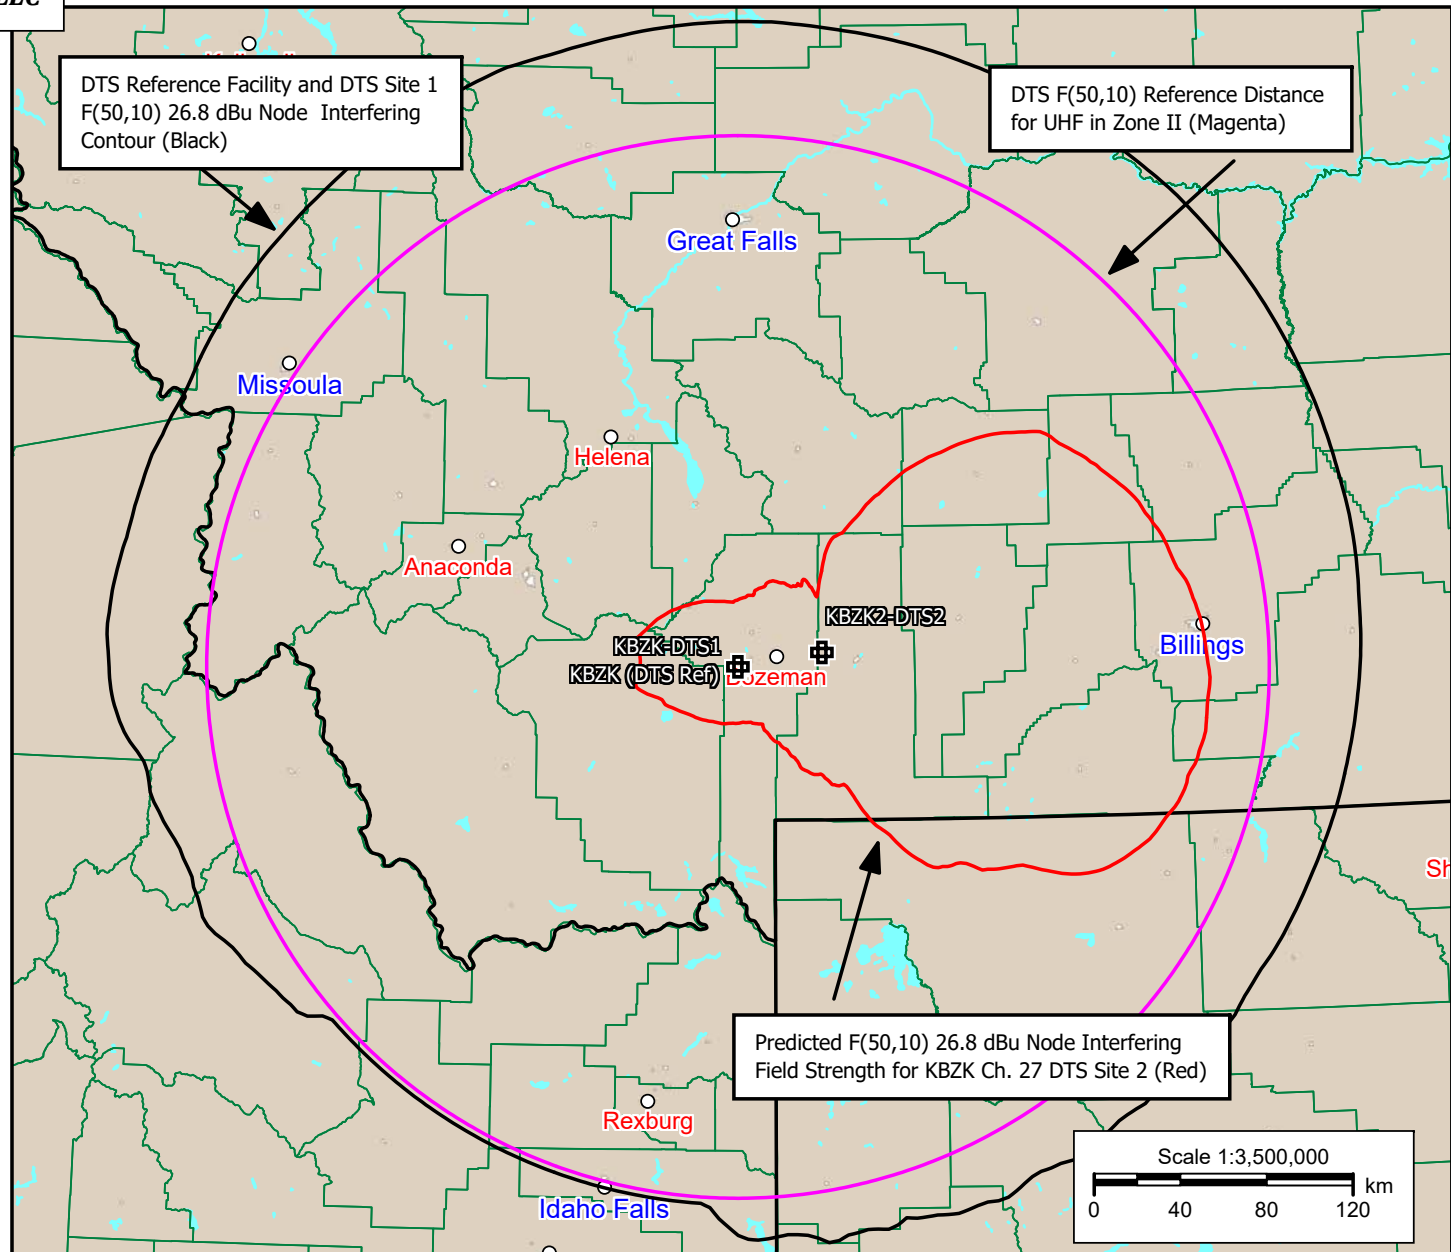 DTS Reference Facility and DTS Site 1
F(50,10) 26.8 dBu Node Interfering
Contour (Black)
DTS F(50,10) Reference Distance
for UHF in Zone II (Magenta)
Great Falls
Missoula
Helena
Anaconda
KBZK2-DTS2
KBZK-DTS1
KBZK (DTS Ref)
Bozeman
Billings
Predicted F(50,10) 26.8 dBu Node Interfering
Field Strength for KBZK Ch. 27 DTS Site 2 (Red)
Rexburg
Idaho Falls
Scale 1:3,500,000
km
0 40 80 120